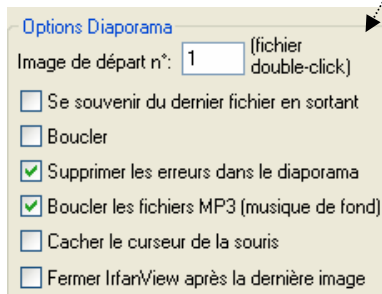 Options Diaporama
Image de départ n°: 1 (fichier
double-click)
Se souvenir du dernier fichier en sortant
Boucler
Supprimer les erreurs dans le diaporama
Boucler les fichiers MP3 (musique de fond)
Cacher le curseur de la souris
Fermer IrfanView après la dernière image